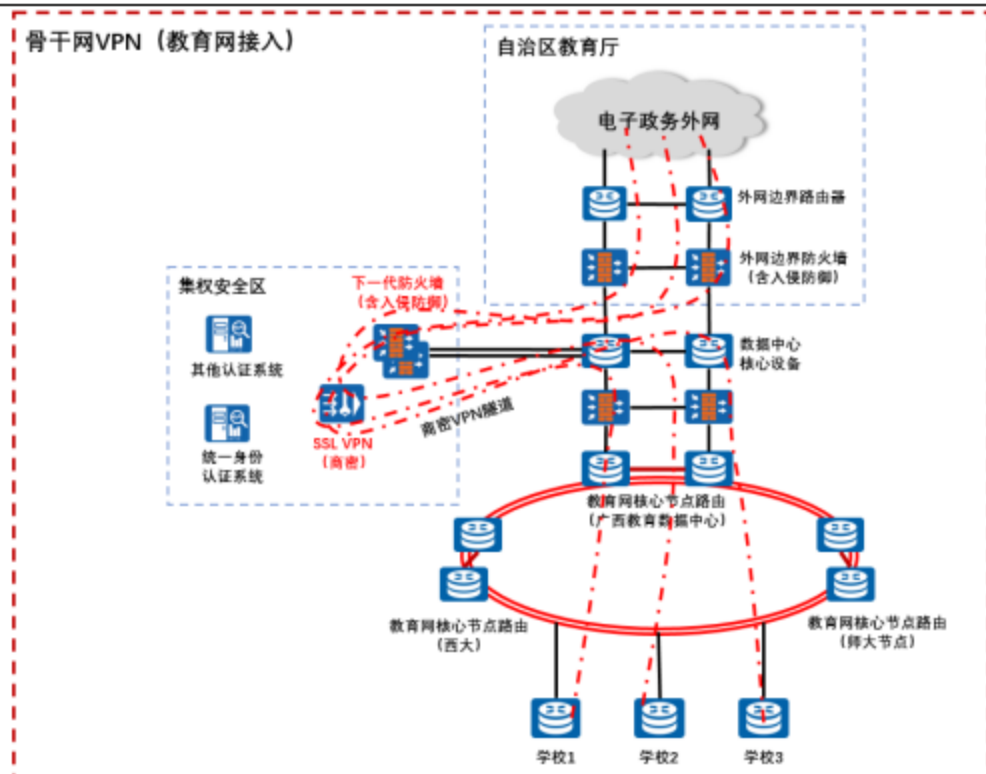 骨干网VPN（教育网接入）
自治区教育厅
电子政务外网
外网边界路由器
外网边界防火墙
（含入侵防御）
集权安全区
下一代防火墙
（含入侵防御）
其他认证系统
数据中心
核心设备
SSL VPN
（商密）
商密VPN隧道
统一身份
认证系统
教育网核心节点路由
（广西教育数据中心）
教育网核心节点路由
（西大）
教育网核心节点路由
（师大节点）
学校1
学校2
学校3